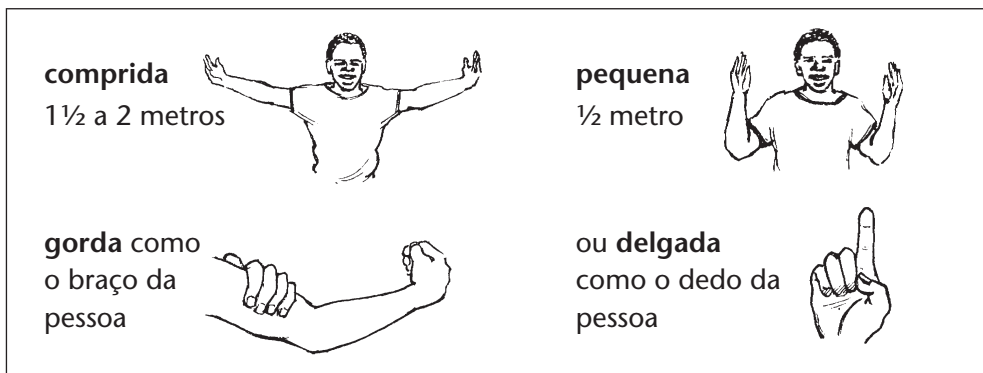 comprida
1½ a 2 metros
pequena
½ metro
gorda como
o braço da
pessoa
ou delgada
como o dedo da
pessoa